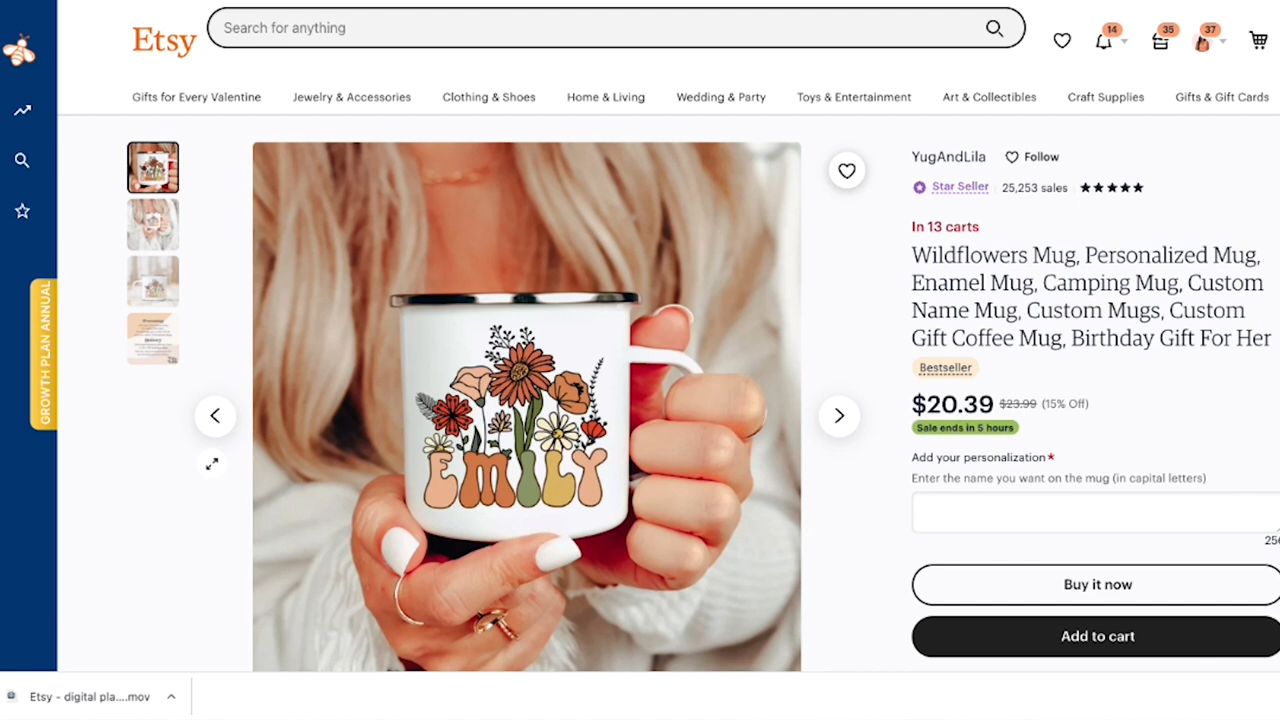 Etsy
Search for anything
14
35
37
Gifts for Every Valentine
Jewelry & Accessories
Clothing & Shoes
Home & Living
Wedding & Party
Toys & Entertainment
Art & Collectibles
Craft Supplies
Gifts & Gift Cards
GROWTH PLAN ANNUAL
EMILY
YugAndLila
Follow
Star Seller
25,253 sales
In 13 carts
Wildflowers Mug, Personalized Mug,
Enamel Mug, Camping Mug, Custom
Name Mug, Custom Mugs, Custom
Gift Coffee Mug, Birthday Gift For Her
Bestseller
$20.39 $23.99 (15% Off)
Sale ends in 5 hours
Add your personalization *
Enter the name you want on the mug (in capital letters)
Buy it now
Add to cart
Etsy - digital pla....mov